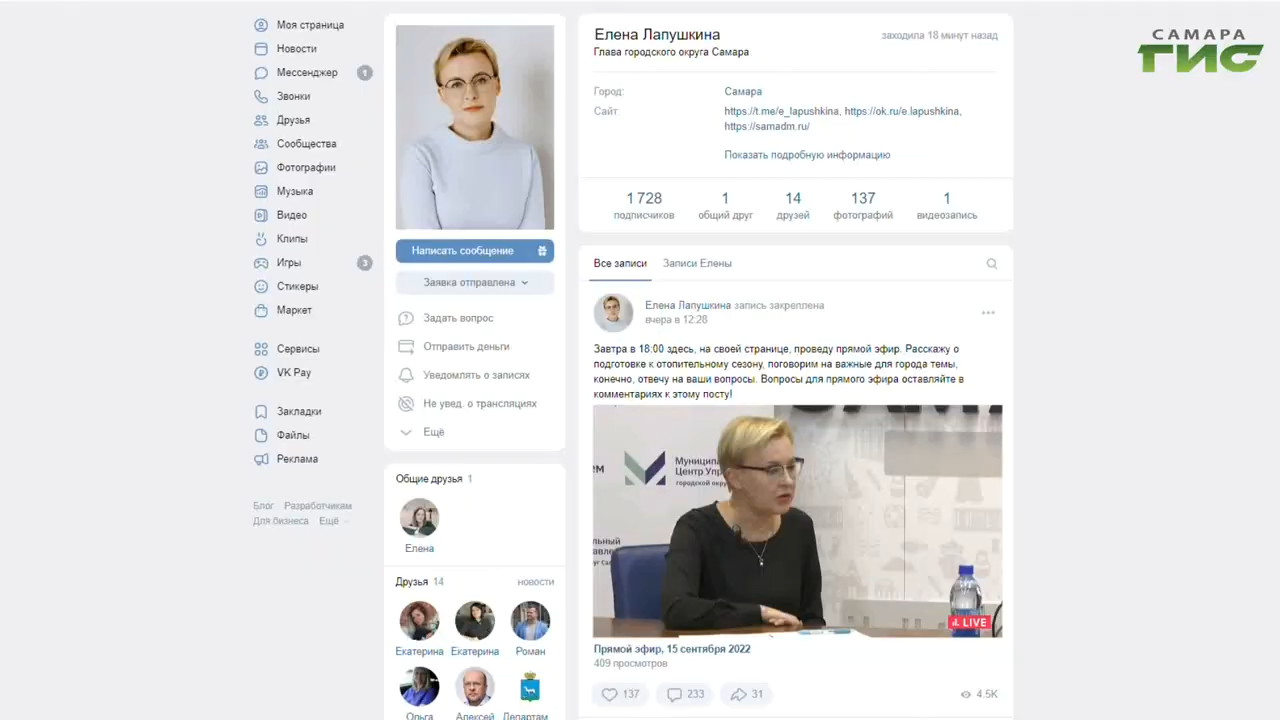 Моя страница
Новости
Мессенджер 1
Звонки
Друзья
Сообщества
Фотографии
Музыка
Видео
Клипы
Игры 3
Стикеры
Маркет
Сервисы
VK Pay
Закладки
Файлы
Реклама
Блог Разработчикам
Для бизнеса Ещё
Написать сообщение
Заявка отправлена
Задать вопрос
Отправить деньги
Уведомлять о записях
Не увед. о трансляциях
Ещё
Общие друзья 1
Елена
Друзья 14 новости
Екатерина Екатерина Роман
Ольга Алексей Департам
Елена Лапушкина заходила 18 минут назад
Глава городского округа Самара
Город: Самара
Сайт: https://t.me/e_lapushkina, https://ok.ru/e.lapushkina,
https://samadm.ru/
Показать подробную информацию
1 728 1 14 137 1
подписчиков общий друг друзей фотографий видеозапись
Все записи Записи Елены
Елена Лапушкина запись закреплена
вчера в 12:28
Завтра в 18:00 здесь, на своей странице, проведу прямой эфир. Расскажу о
подготовке к отопительному сезону, поговорим на важные для города темы,
конечно, отвечу на ваши вопросы. Вопросы для прямого эфира оставляйте в
комментариях к этому посту!
Муниципа
Центр Упр
городской окру
LIVE
Прямой эфир, 15 сентября 2022
409 просмотров
137 233 31 4.5K
САМАРА
ГИС